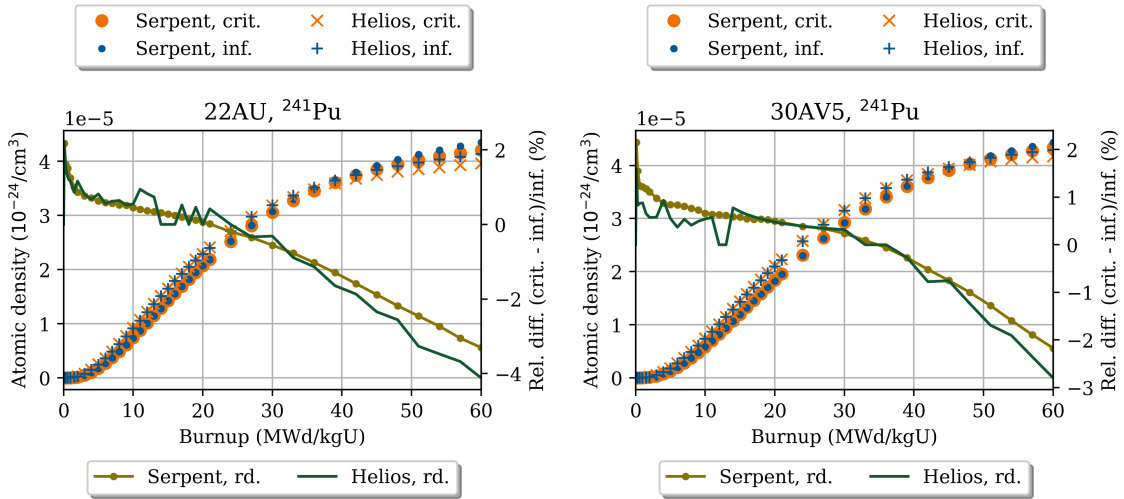 Serpent, crit.
Helios, crit.
Serpent, inf.
Helios, inf.
22AU, ²⁴¹Pu
1e−5
4
3
2
1
0
Atomic density (10⁻²⁴/cm³)
2
0
−2
−4
Rel. diff. (crit. - inf.)/inf. (%)
0
10
20
30
40
50
60
Burnup (MWd/kgU)
Serpent, rd.
Helios, rd.
Serpent, crit.
Helios, crit.
Serpent, inf.
Helios, inf.
30AV5, ²⁴¹Pu
1e−5
4
3
2
1
0
Atomic density (10⁻²⁴/cm³)
2
1
0
−1
−2
−3
Rel. diff. (crit. - inf.)/inf. (%)
0
10
20
30
40
50
60
Burnup (MWd/kgU)
Serpent, rd.
Helios, rd.